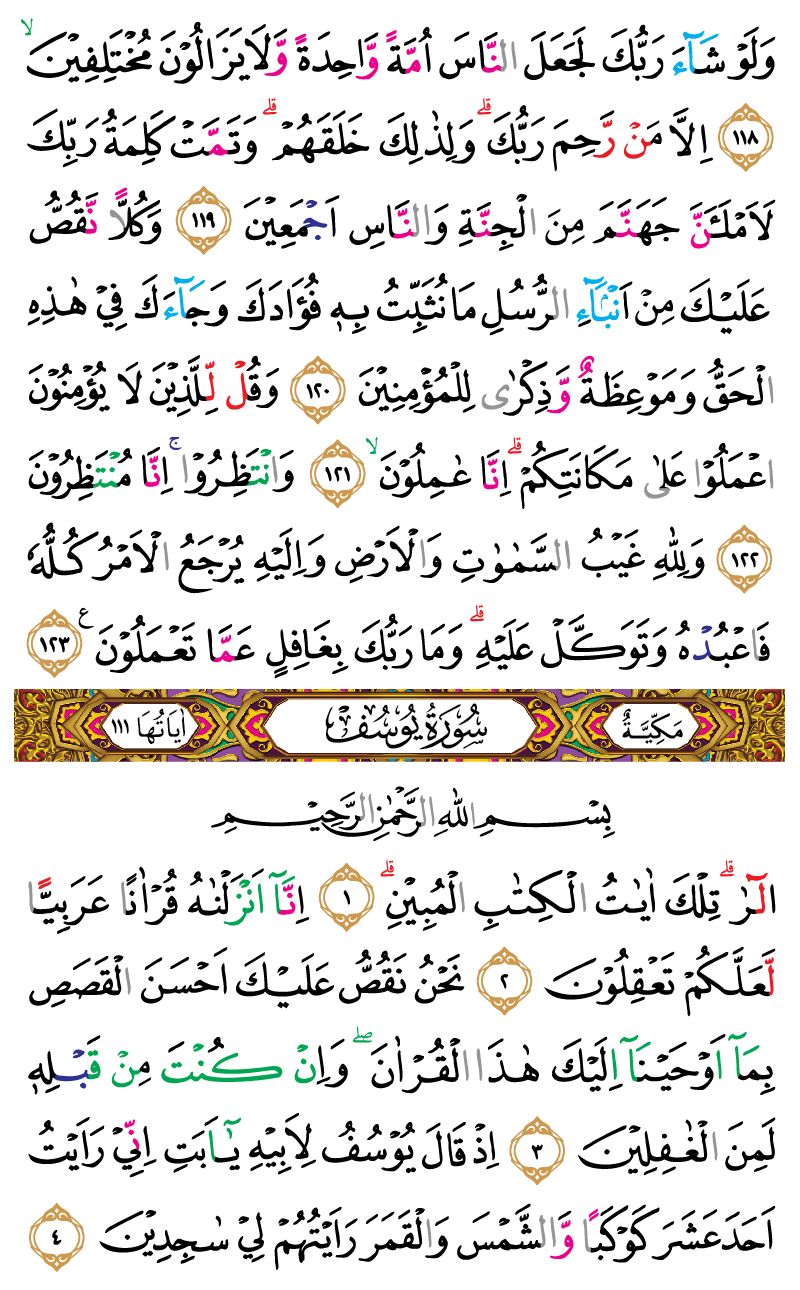 وَلَوْ شَآءَ رَبُّكَ لَجَعَلَ النَّاسَ اُمَّةً وَّاحِدَةً وَّلَايَزَالُوْنَ مُخْتَلِفِيْنَۙ
﴿١١٨﴾ اِلَّا مَنْ رَّحِمَ رَبُّكَۗ وَلِذٰلِكَ خَلَقَهُمْۗ وَتَمَّتْ كَلِمَةُ رَبِّكَ
لَاَمْلَـَٔنَّ جَهَنَّمَ مِنَ الْجِنَّةِ وَالنَّاسِ اَجْمَعِيْنَ ﴿١١٩﴾ وَكُلًّا نَّقُصُّ
عَلَيْكَ مِنْ اَنْۢبَآءِ الرُّسُلِ مَا نُثَبِّتُ بِهٖ فُؤَادَكَ وَجَآءَكَ فِيْ هٰذِهِ
الْحَقُّ وَمَوْعِظَةٌ وَّذِكْرٰى لِلْمُؤْمِنِيْنَ ﴿١٢٠﴾ وَقُلْ لِّلَّذِيْنَ لَا يُؤْمِنُوْنَ
اعْمَلُوْا عَلٰى مَكَانَتِكُمْۗ اِنَّا عٰمِلُوْنَۙ ﴿١٢١﴾ وَانْتَظِرُوْاۚ اِنَّا مُنْتَظِرُوْنَ
﴿١٢٢﴾ وَلِلّٰهِ غَيْبُ السَّمٰوٰتِ وَالْاَرْضِ وَاِلَيْهِ يُرْجَعُ الْاَمْرُ كُلُّهٗ
فَاعْبُدْهُ وَتَوَكَّلْ عَلَيْهِۗ وَمَا رَبُّكَ بِغَافِلٍ عَمَّا تَعْمَلُوْنَ ع ﴿١٢٣﴾
مَكِّيَّةٌ سُوْرَةُ يُوْسُفَ اٰيَاتُهَا ١١١
بِسْمِ اللّٰهِ الرَّحْمٰنِ الرَّحِيْمِ
الٓرٰۗ تِلْكَ اٰيٰتُ الْكِتٰبِ الْمُبِيْنِۗ ﴿١﴾ اِنَّآ اَنْزَلْنٰهُ قُرْاٰنًا عَرَبِيًّا
لَّعَلَّكُمْ تَعْقِلُوْنَ ﴿٢﴾ نَحْنُ نَقُصُّ عَلَيْكَ اَحْسَنَ الْقَصَصِ
بِمَآ اَوْحَيْنَآ اِلَيْكَ هٰذَا الْقُرْاٰنَۖ وَاِنْ كُنْتَ مِنْ قَبْلِهٖ
لَمِنَ الْغٰفِلِيْنَ ﴿٣﴾ اِذْ قَالَ يُوْسُفُ لِاَبِيْهِ يٰٓاَبَتِ اِنِّيْ رَاَيْتُ
اَحَدَ عَشَرَ كَوْكَبًا وَّالشَّمْسَ وَالْقَمَرَ رَاَيْتُهُمْ لِيْ سٰجِدِيْنَ ﴿٤﴾